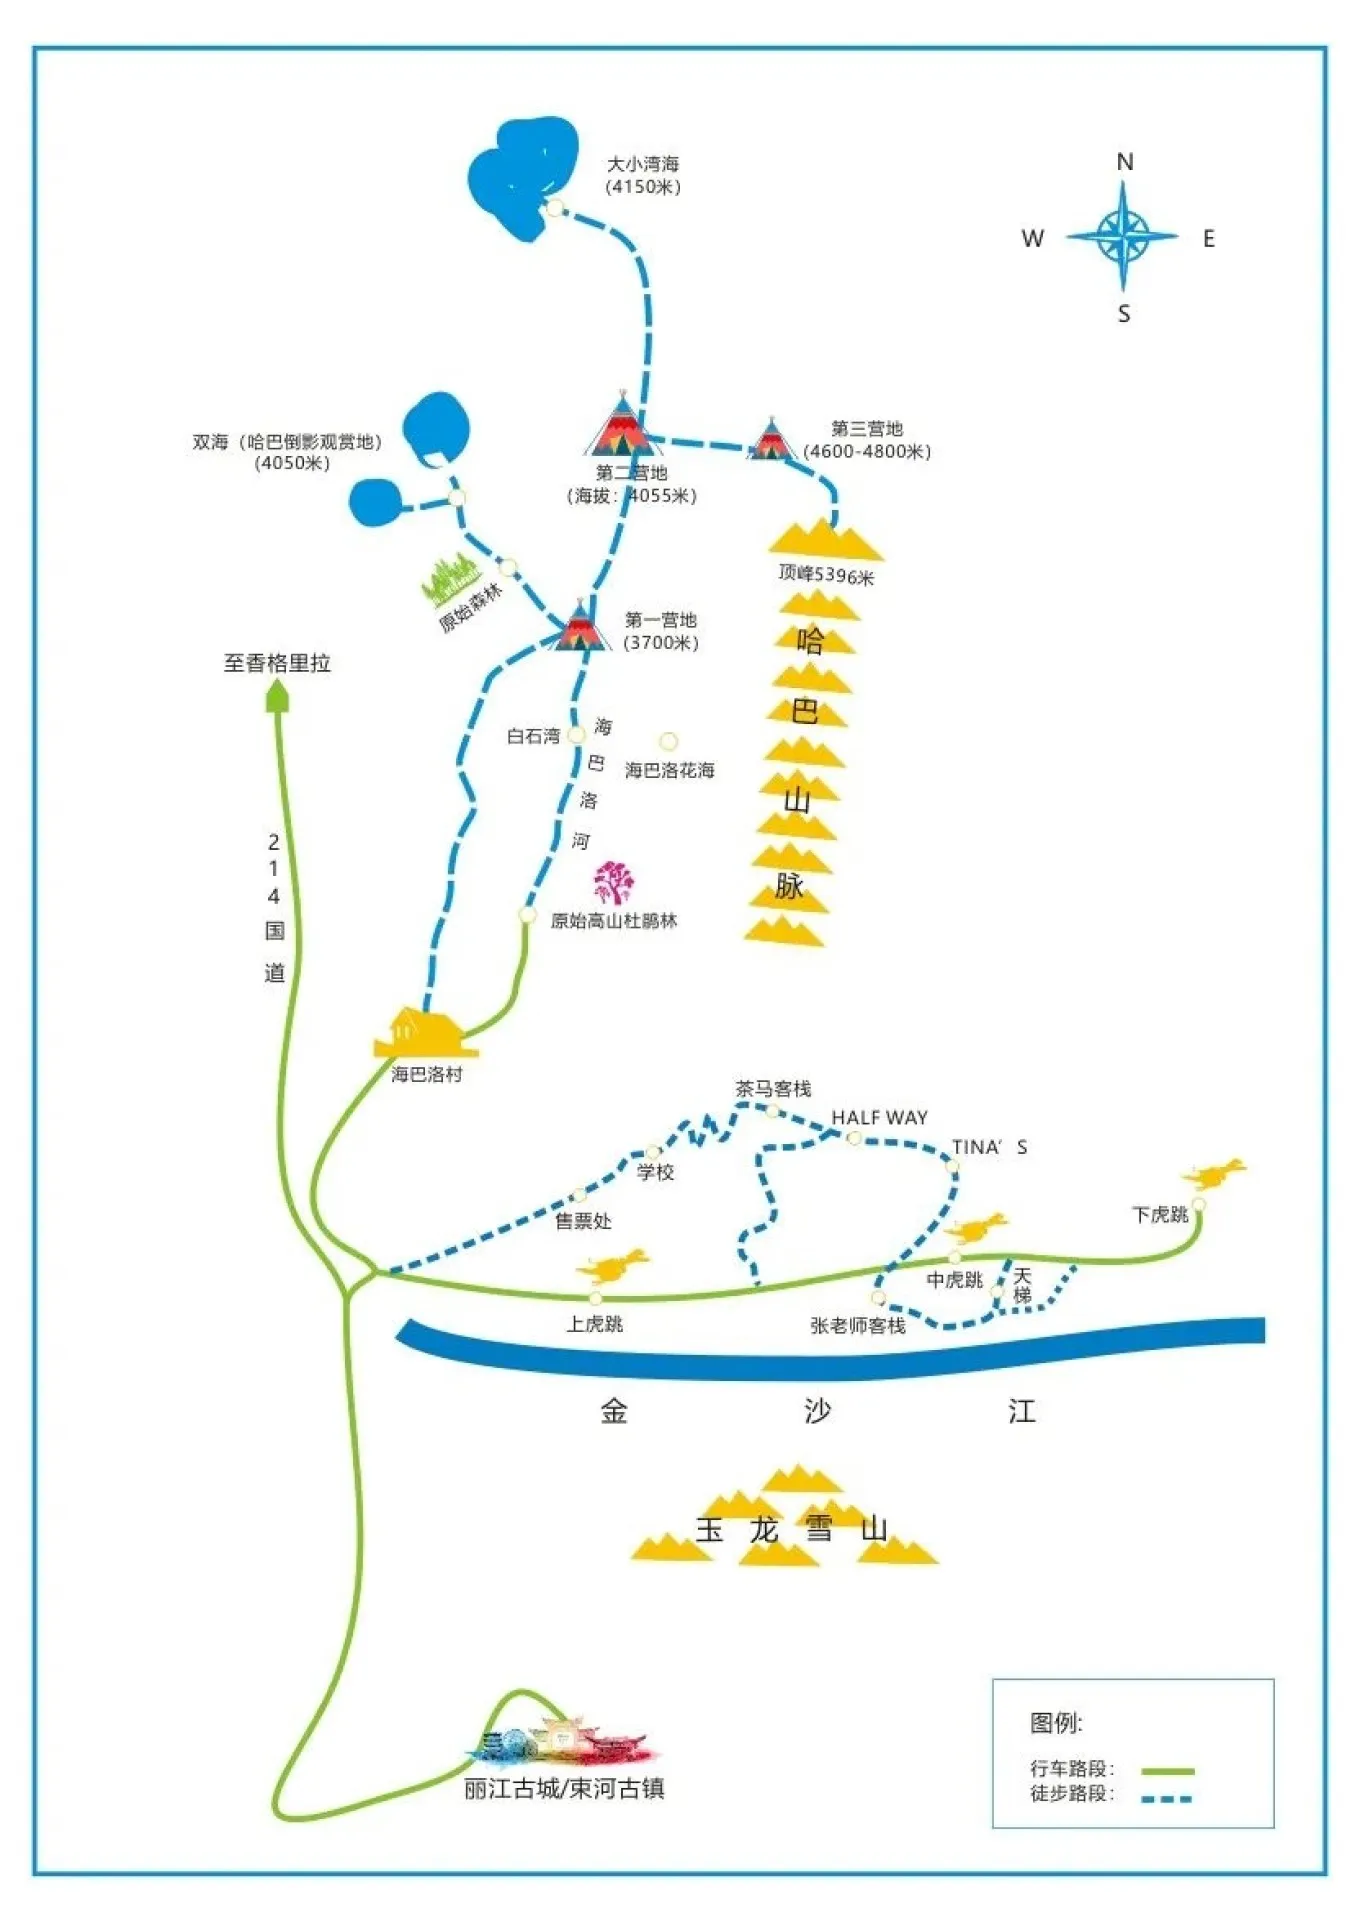 大小湾海
(4150米)
N
W
E
S
双海（哈巴倒影观赏地）
(4050米)
第二营地
(海拔：4055米)
第三营地
(4600-4800米)
顶峰5396米
原始森林
第一营地
(3700米)
哈巴山脉
至香格里拉
214国道
白石湾
海巴洛河
海巴洛花海
原始高山杜鹃林
海巴洛村
茶马客栈
HALF WAY
TINA’S
学校
售票处
下虎跳
中虎跳
天梯
上虎跳
张老师客栈
金沙江
玉龙雪山
丽江古城/束河古镇
图例:
行车路段:
徒步路段: